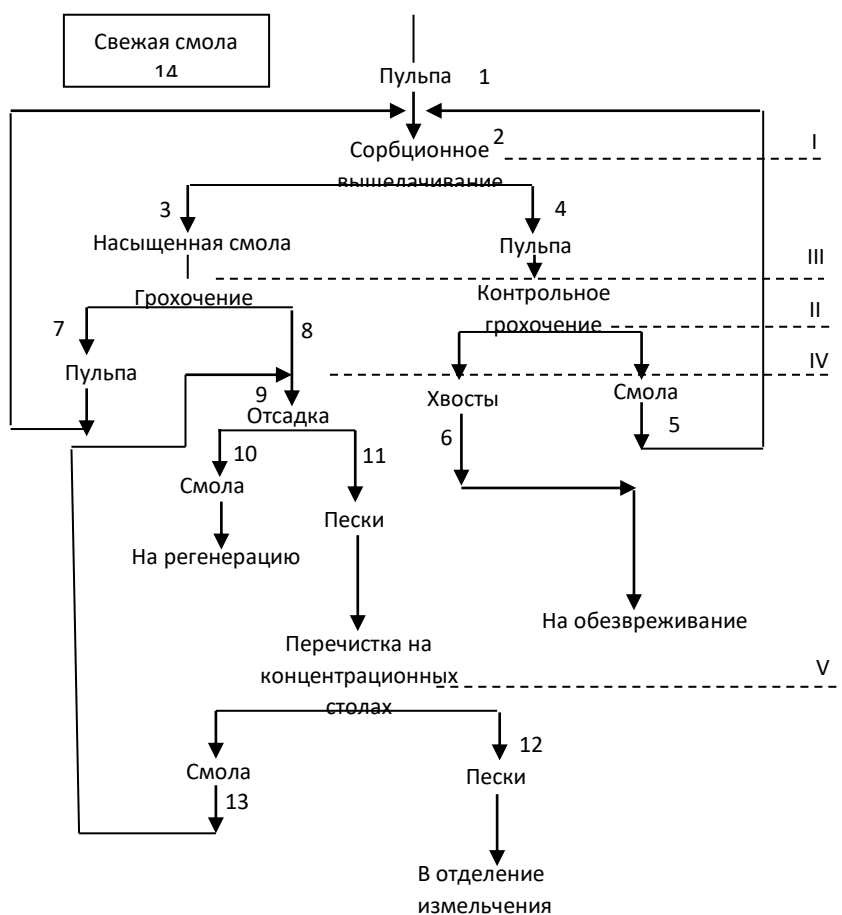 Свежая смола
14
Пульпа 1
2
Сорбционное
выщелачивание
I
3
4
Насыщенная смола
Пульпа
III
Грохочение
Контрольное
грохочение
II
7
8
Пульпа
IV
9
Хвосты
Смола
Отсадка
5
6
10
11
Смола
Пески
На регенерацию
На обезвреживание
Перечистка на
концентрационных
столах
V
12
Смола
Пески
13
В отделение
измельчения